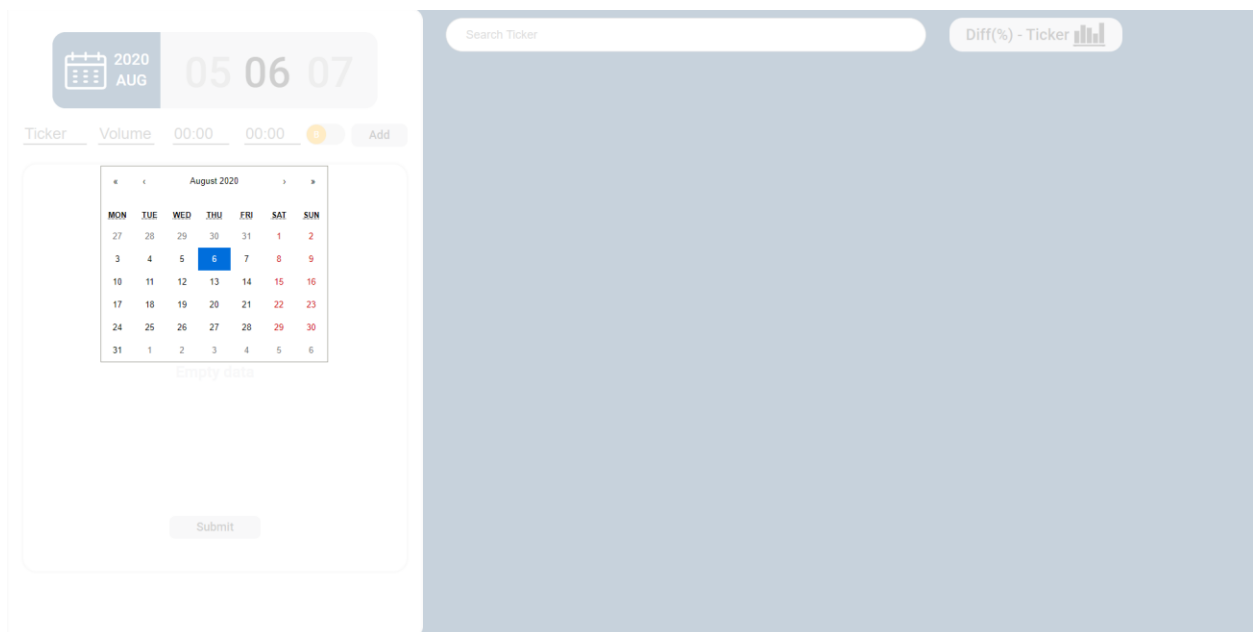 2020
AUG
05 06 07
Search Ticker
Diff(%) - Ticker
Ticker Volume 00:00 00:00 Add
« ‹ August 2020 › »
MON TUE WED THU FRI SAT SUN
27 28 29 30 31 1 2
3 4 5 6 7 8 9
10 11 12 13 14 15 16
17 18 19 20 21 22 23
24 25 26 27 28 29 30
31 1 2 3 4 5 6
Empty data
Submit